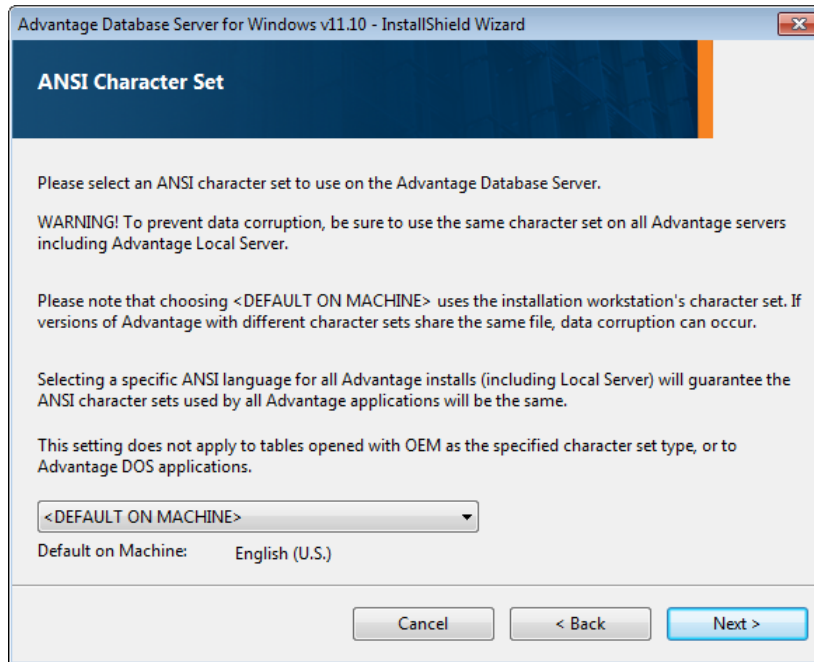 Advantage Database Server for Windows v11.10 - InstallShield Wizard
ANSI Character Set
Please select an ANSI character set to use on the Advantage Database Server.
WARNING! To prevent data corruption, be sure to use the same character set on all Advantage servers
including Advantage Local Server.
Please note that choosing <DEFAULT ON MACHINE> uses the installation workstation's character set. If
versions of Advantage with different character sets share the same file, data corruption can occur.
Selecting a specific ANSI language for all Advantage installs (including Local Server) will guarantee the
ANSI character sets used by all Advantage applications will be the same.
This setting does not apply to tables opened with OEM as the specified character set type, or to
Advantage DOS applications.
<DEFAULT ON MACHINE>
Default on Machine: English (U.S.)
Cancel < Back Next >